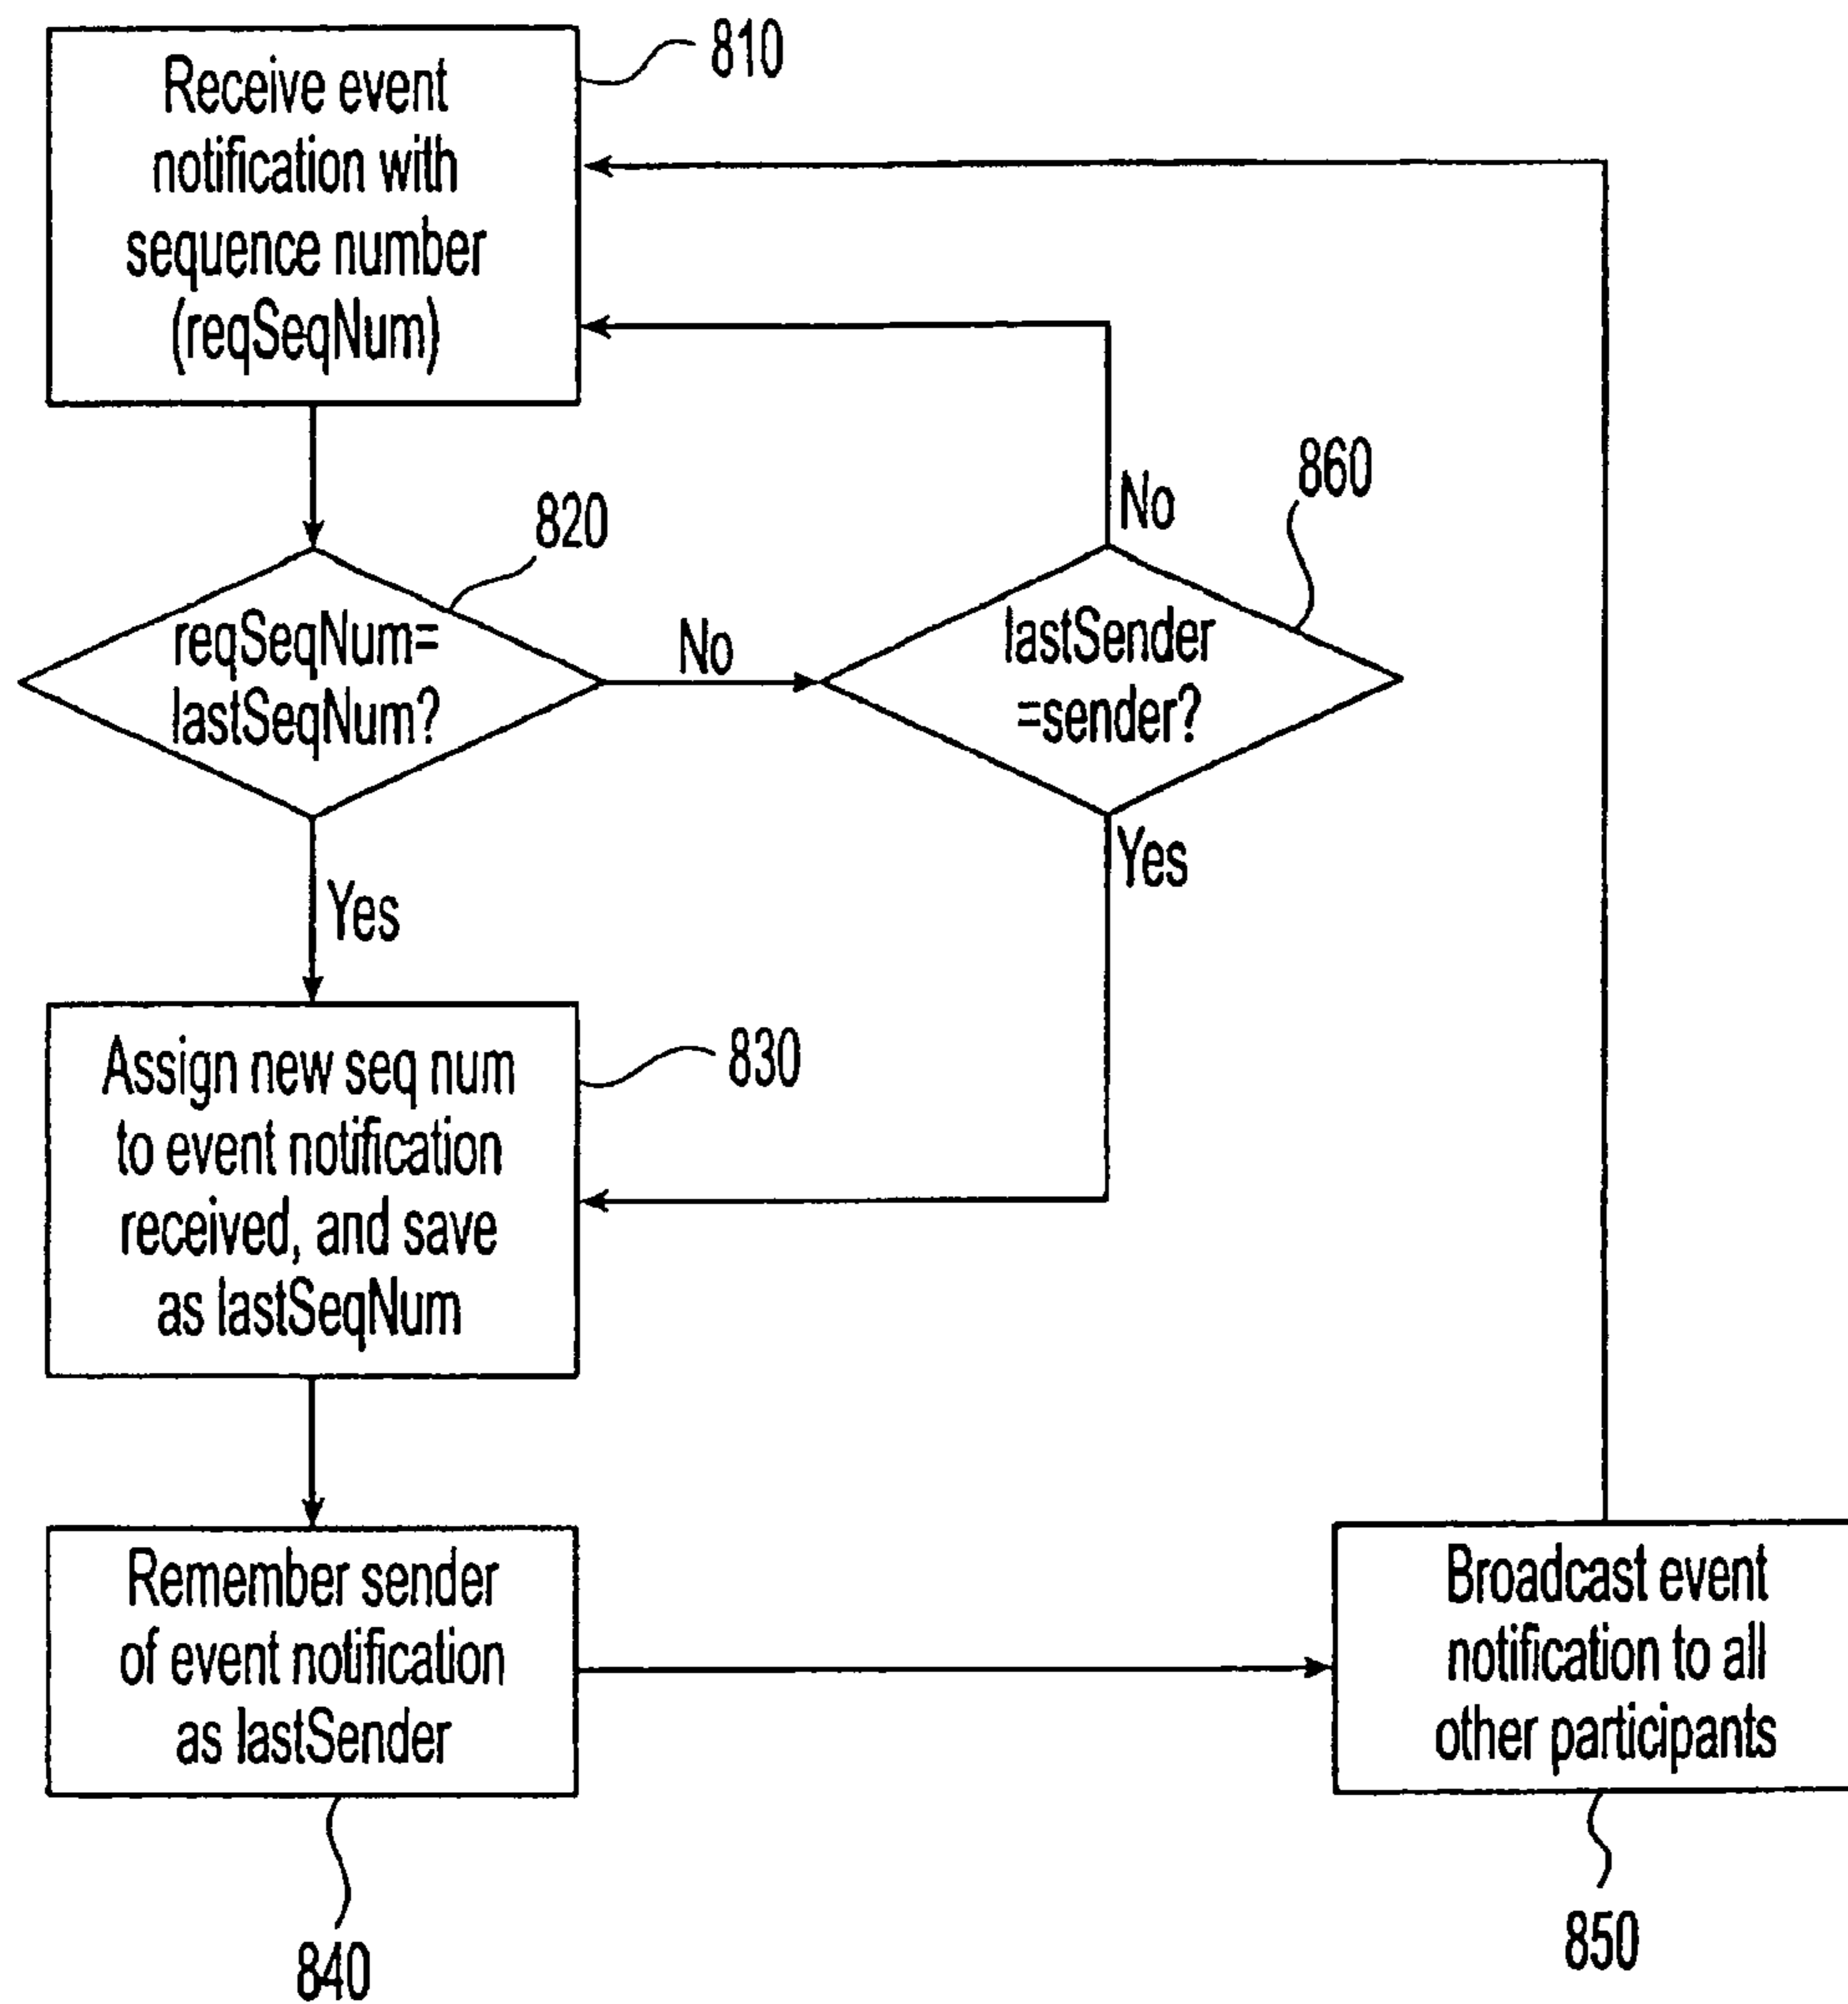 Receive event
notification with
sequence number
(reqSeqNum)
810
reqSeqNum=
lastSeqNum?
820
No
lastSender
=sender?
860
No
Yes
Yes
Assign new seq num
to event notification
received, and save
as lastSeqNum
830
Remember sender
of event notification
as lastSender
840
Broadcast event
notification to all
other participants
850